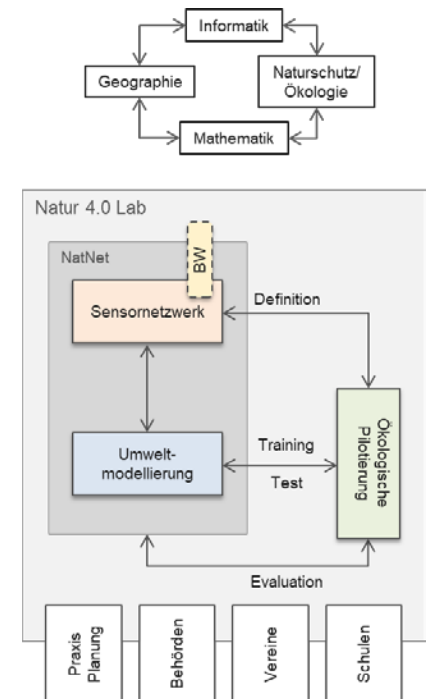 Informatik
Geographie
Naturschutz/
Ökologie
Mathematik
Natur 4.0 Lab
NatNet
BW
Sensornetzwerk
Definition
Umwelt-
modellierung
Training
Test
Ökologische
Pilotierung
Evaluation
Praxis
Planung
Behörden
Vereine
Schulen